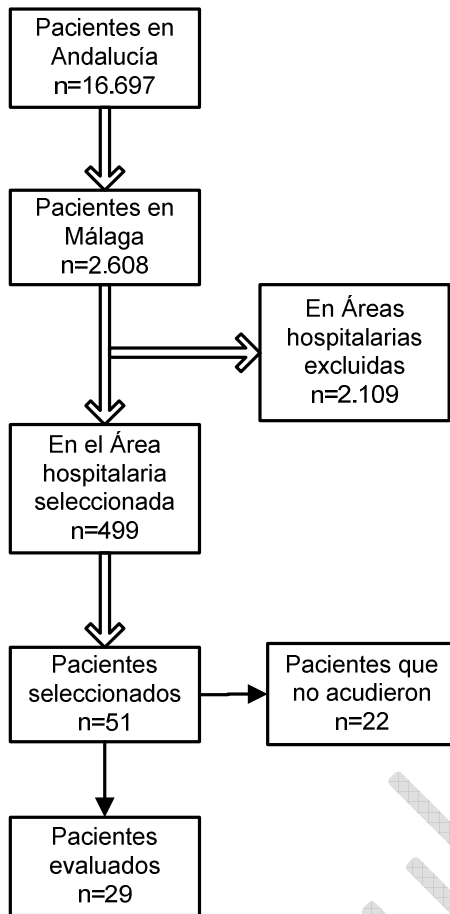 Pacientes en
Andalucía
n=16.697
Pacientes en
Málaga
n=2.608
En Áreas
hospitalarias
excluidas
n=2.109
En el Área
hospitalaria
seleccionada
n=499
Pacientes
seleccionados
n=51
Pacientes que
no acudieron
n=22
Pacientes
evaluados
n=29